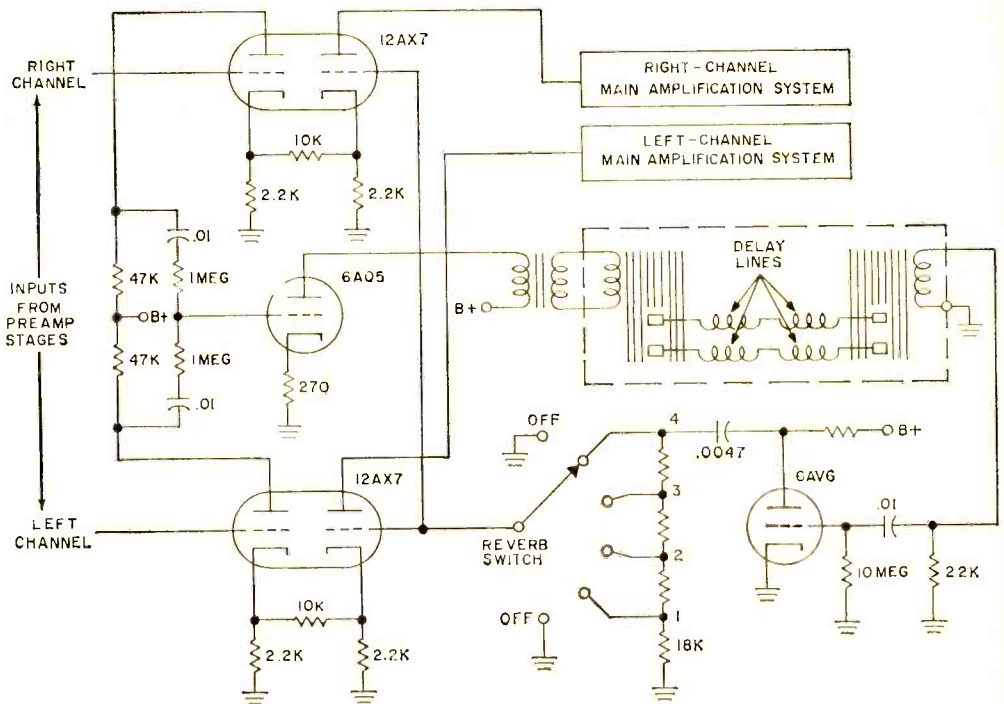 12AX7
RIGHT
CHANNEL
RIGHT-CHANNEL
MAIN AMPLIFICATION SYSTEM
LEFT-CHANNEL
MAIN AMPLIFICATION SYSTEM
10K
2.2K
2.2K
.01
47K
1MEG
6AQ5
DELAY
LINES
INPUTS
FROM
PREAMP
STAGES
B+
B+
47K
1MEG
270
.01
OFF
4
.0047
B+
12AX7
3
6AV6
.01
LEFT
CHANNEL
REVERB
SWITCH
2
10MEG
22K
10K
OFF
1
18K
2.2K
2.2K